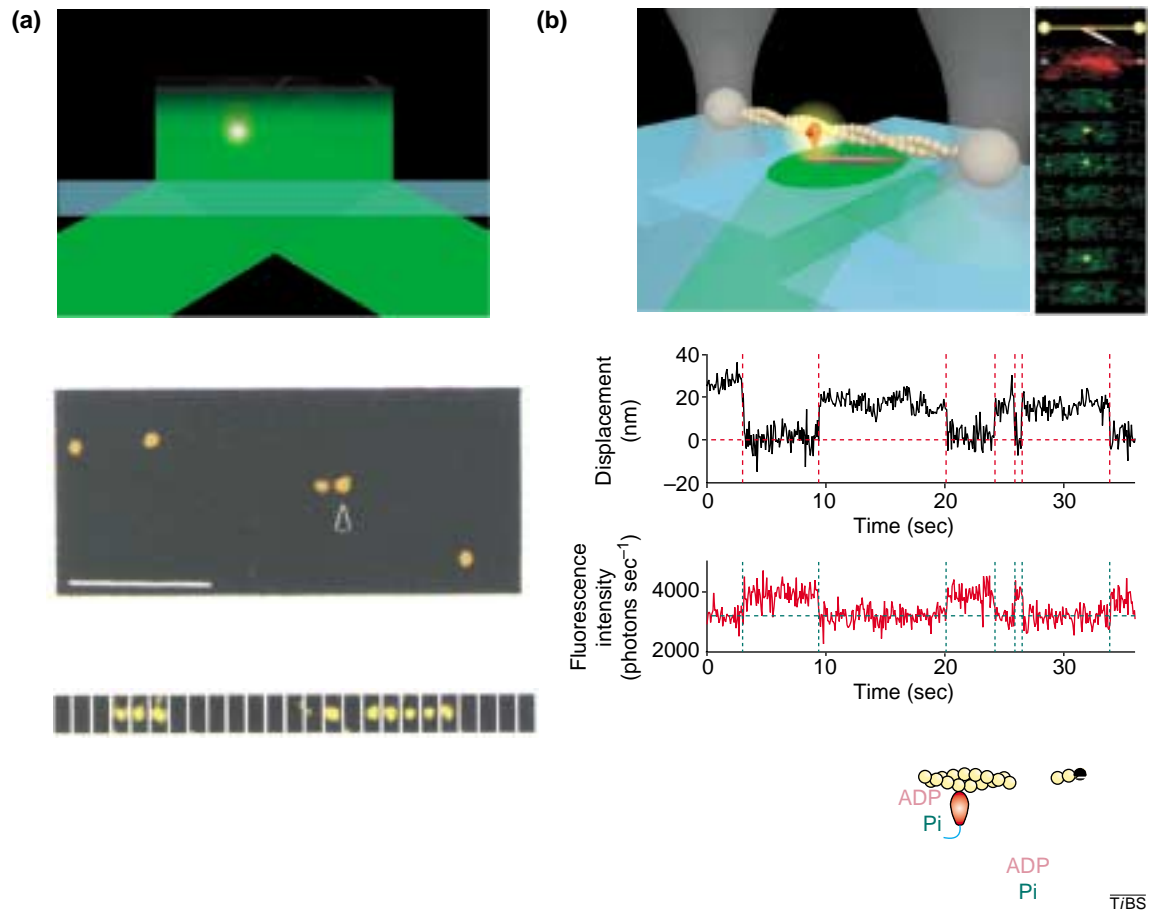 (a)
(b)
Displacement
(nm)
40
20
0
–20
0
10
20
30
Time (sec)
Fluorescence
intensity
(photons sec⁻¹)
4000
2000
0
10
20
30
Time (sec)
ADP
Pi
ADP
Pi
TiBS